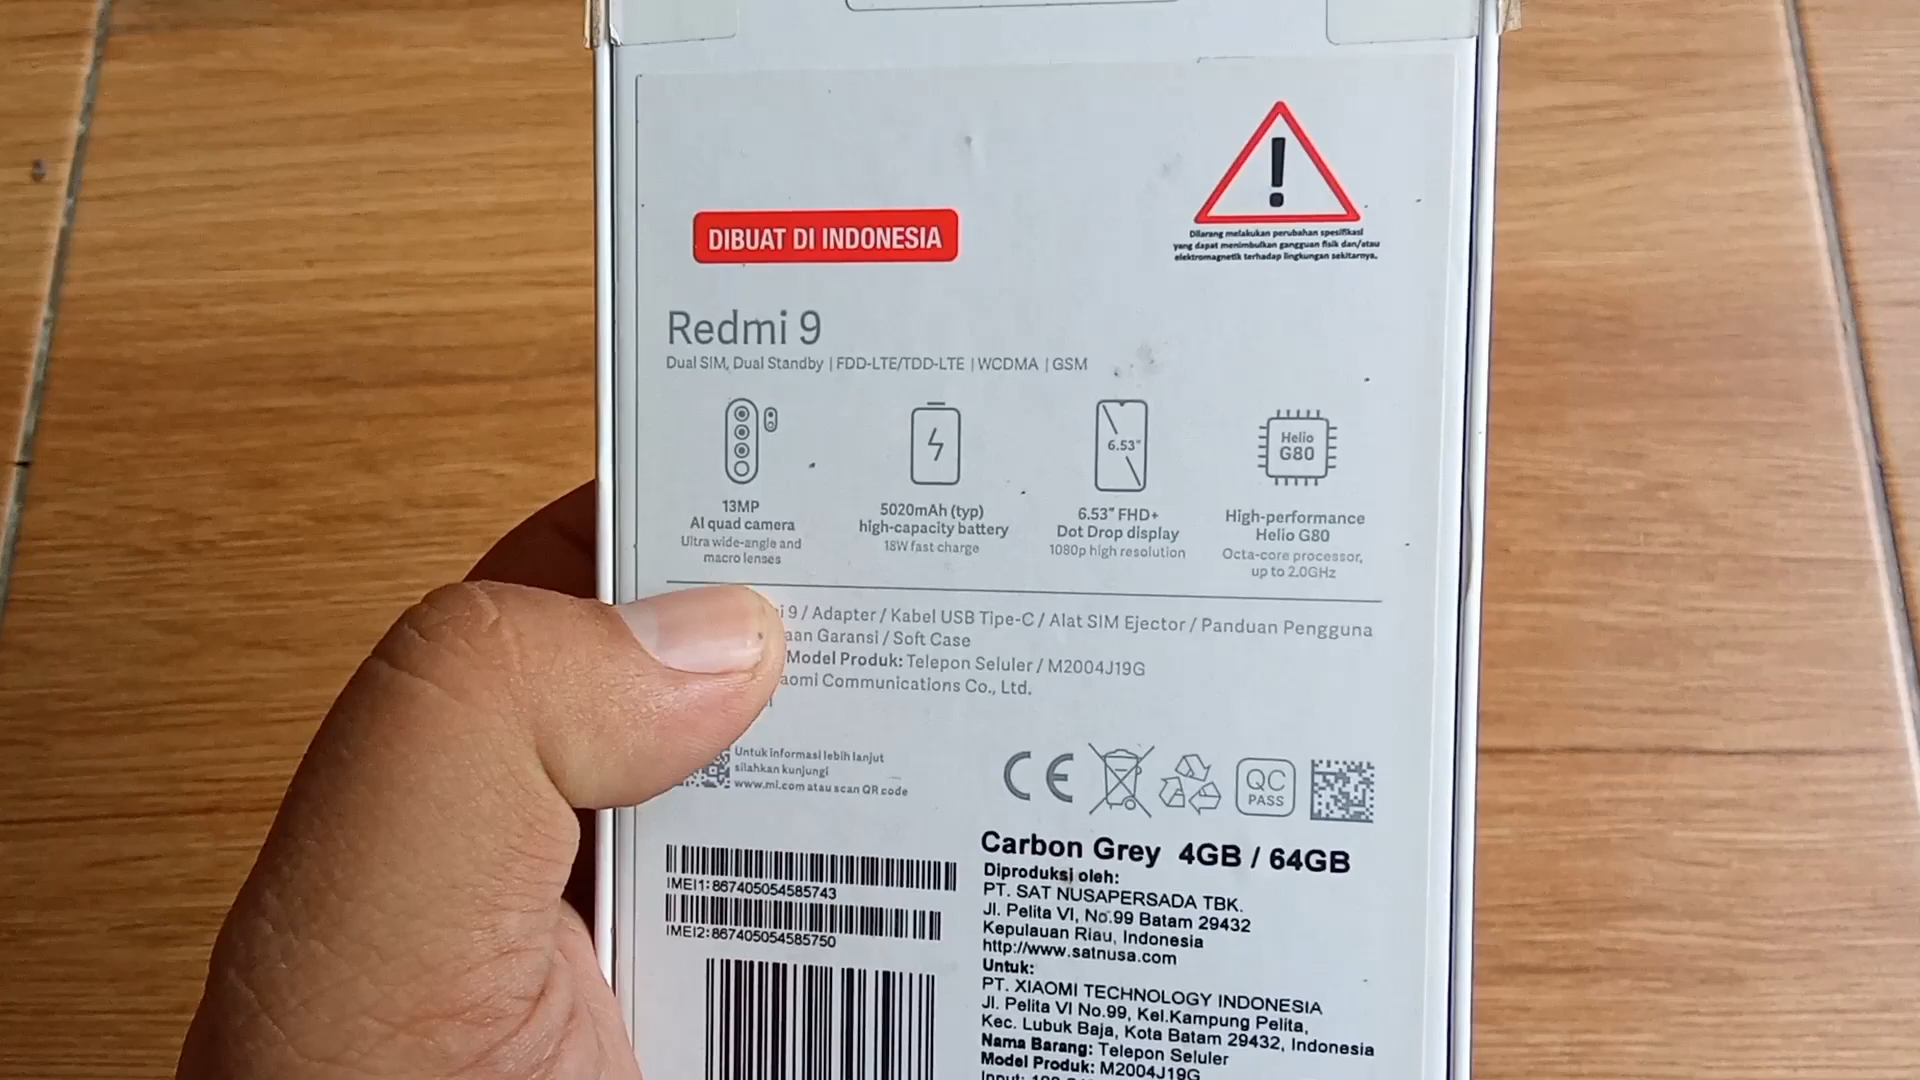 DIBUAT DI INDONESIA
Dilarang melakukan perubahan spesifikasi
yang dapat menimbulkan gangguan fisik dan/atau
elektromagnetik terhadap lingkungan sekitarnya.
Redmi 9
Dual SIM, Dual Standby | FDD-LTE/TDD-LTE | WCDMA | GSM
13MP
AI quad camera
Ultra wide-angle and
macro lenses
5020mAh (typ)
high-capacity battery
18W fast charge
6.53"
6.53" FHD+
Dot Drop display
1080p high resolution
Helio
G80
High-performance
Helio G80
Octa-core processor,
up to 2.0GHz
9 / Adapter / Kabel USB Tipe-C / Alat SIM Ejector / Panduan Pengguna
Garansi / Soft Case
Model Produk: Telepon Seluler / M2004J19G
Communications Co., Ltd.
Untuk informasi lebih lanjut
silahkan kunjungi
www.mi.com atau scan QR code
CE
QC
PASS
Carbon Grey 4GB / 64GB
Diproduksi oleh:
PT. SAT NUSAPERSADA TBK.
Jl. Pelita VI, No.99 Batam 29432
Kepulauan Riau, Indonesia
http://www.satnusa.com
Untuk:
PT. XIAOMI TECHNOLOGY INDONESIA
Jl. Pelita VI No.99, Kel.Kampung Pelita,
Kec. Lubuk Baja, Kota Batam 29432, Indonesia
Nama Barang: Telepon Seluler
Model Produk: M2004J19G
IMEI1: 867405054585743
IMEI2: 867405054585750